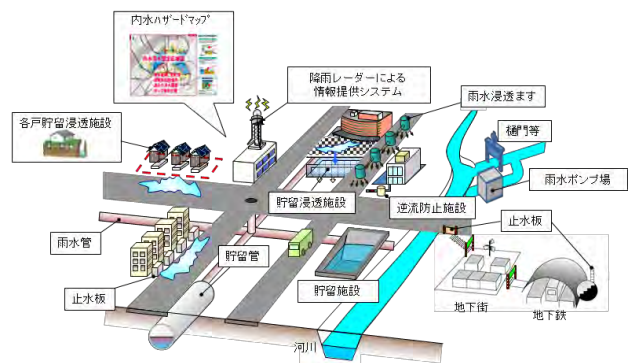 内水ハザードマップ
降雨レーダーによる
情報提供システム
雨水浸透ます
各戸貯留浸透施設
樋門等
雨水ポンプ場
貯留浸透施設
逆流防止施設
止水板
雨水管
貯留管
止水板
貯留施設
地下街
地下鉄
河川